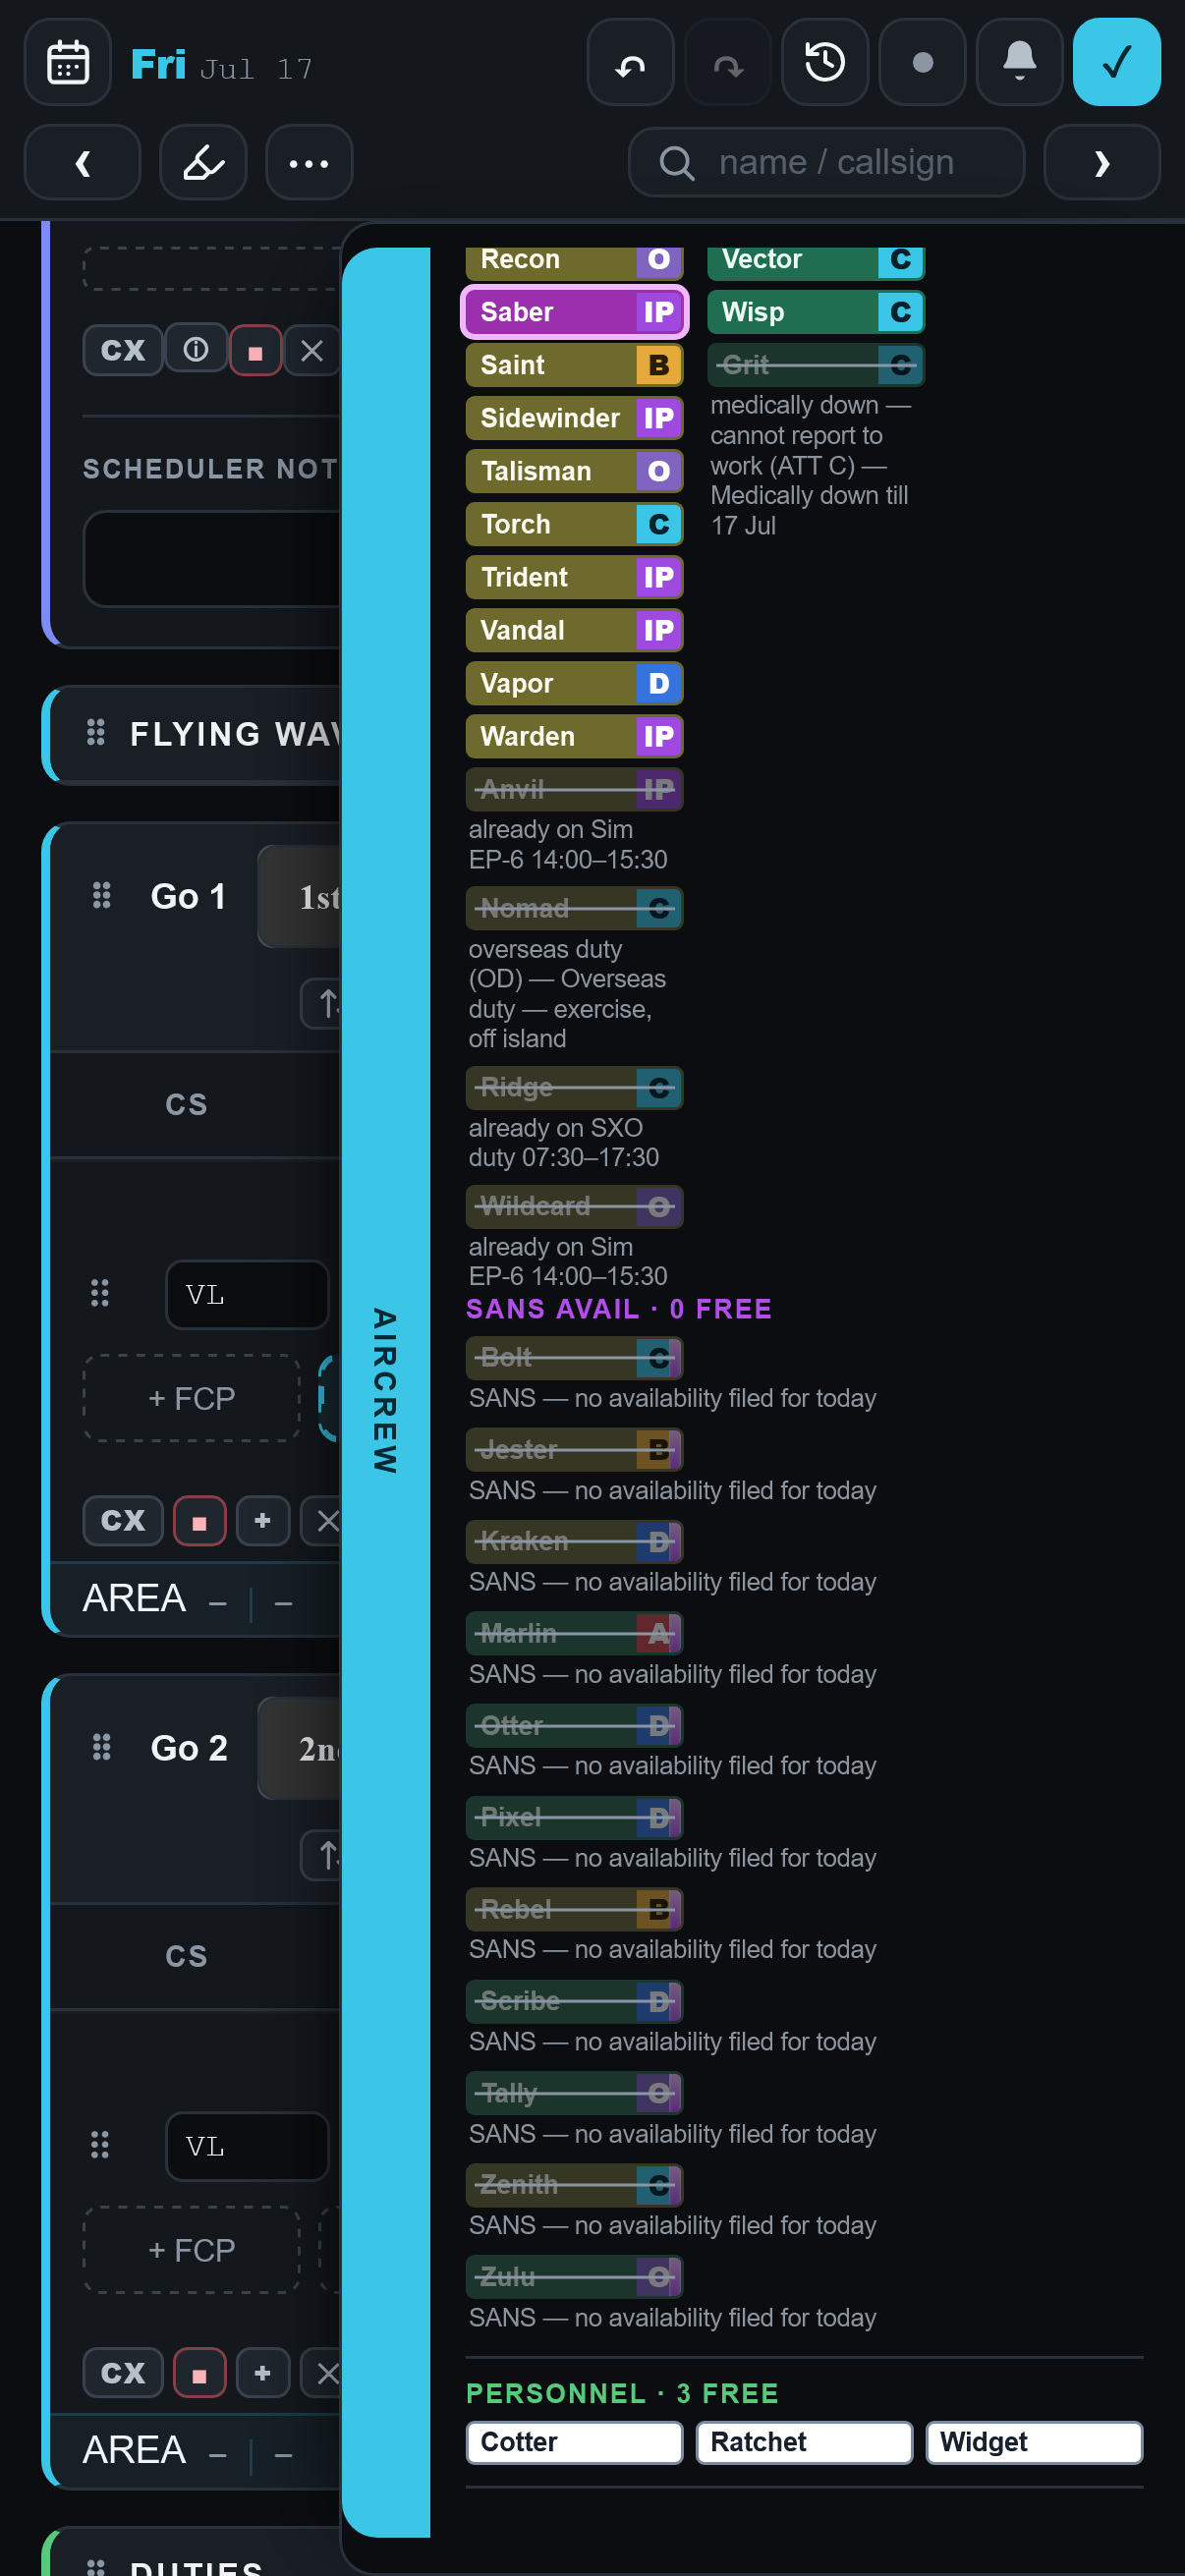 Fri Jul 17
name / callsign
CX
SCHEDULER NOT
FLYING WAV
Go 1
1st
CS
VL
+ FCP
CX
+
AREA – | –
Go 2
2n
CS
VL
+ FCP
CX
+
AREA – | –
DUTIES
AIRCREW
Recon O
Saber IP
Saint B
Sidewinder IP
Talisman O
Torch C
Trident IP
Vandal IP
Vapor D
Warden IP
Anvil IP
already on Sim
EP-6 14:00–15:30
Nomad C
overseas duty
(OD) — Overseas
duty — exercise,
off island
Ridge C
already on SXO
duty 07:30–17:30
Wildcard O
already on Sim
EP-6 14:00–15:30
Vector C
Wisp C
Grit C
medically down —
cannot report to
work (ATT C) —
Medically down till
17 Jul
SANS AVAIL · 0 FREE
Bolt C
SANS — no availability filed for today
Jester B
SANS — no availability filed for today
Kraken D
SANS — no availability filed for today
Marlin A
SANS — no availability filed for today
Otter D
SANS — no availability filed for today
Pixel D
SANS — no availability filed for today
Rebel B
SANS — no availability filed for today
Scribe D
SANS — no availability filed for today
Tally O
SANS — no availability filed for today
Zenith C
SANS — no availability filed for today
Zulu O
SANS — no availability filed for today
PERSONNEL · 3 FREE
Cotter
Ratchet
Widget